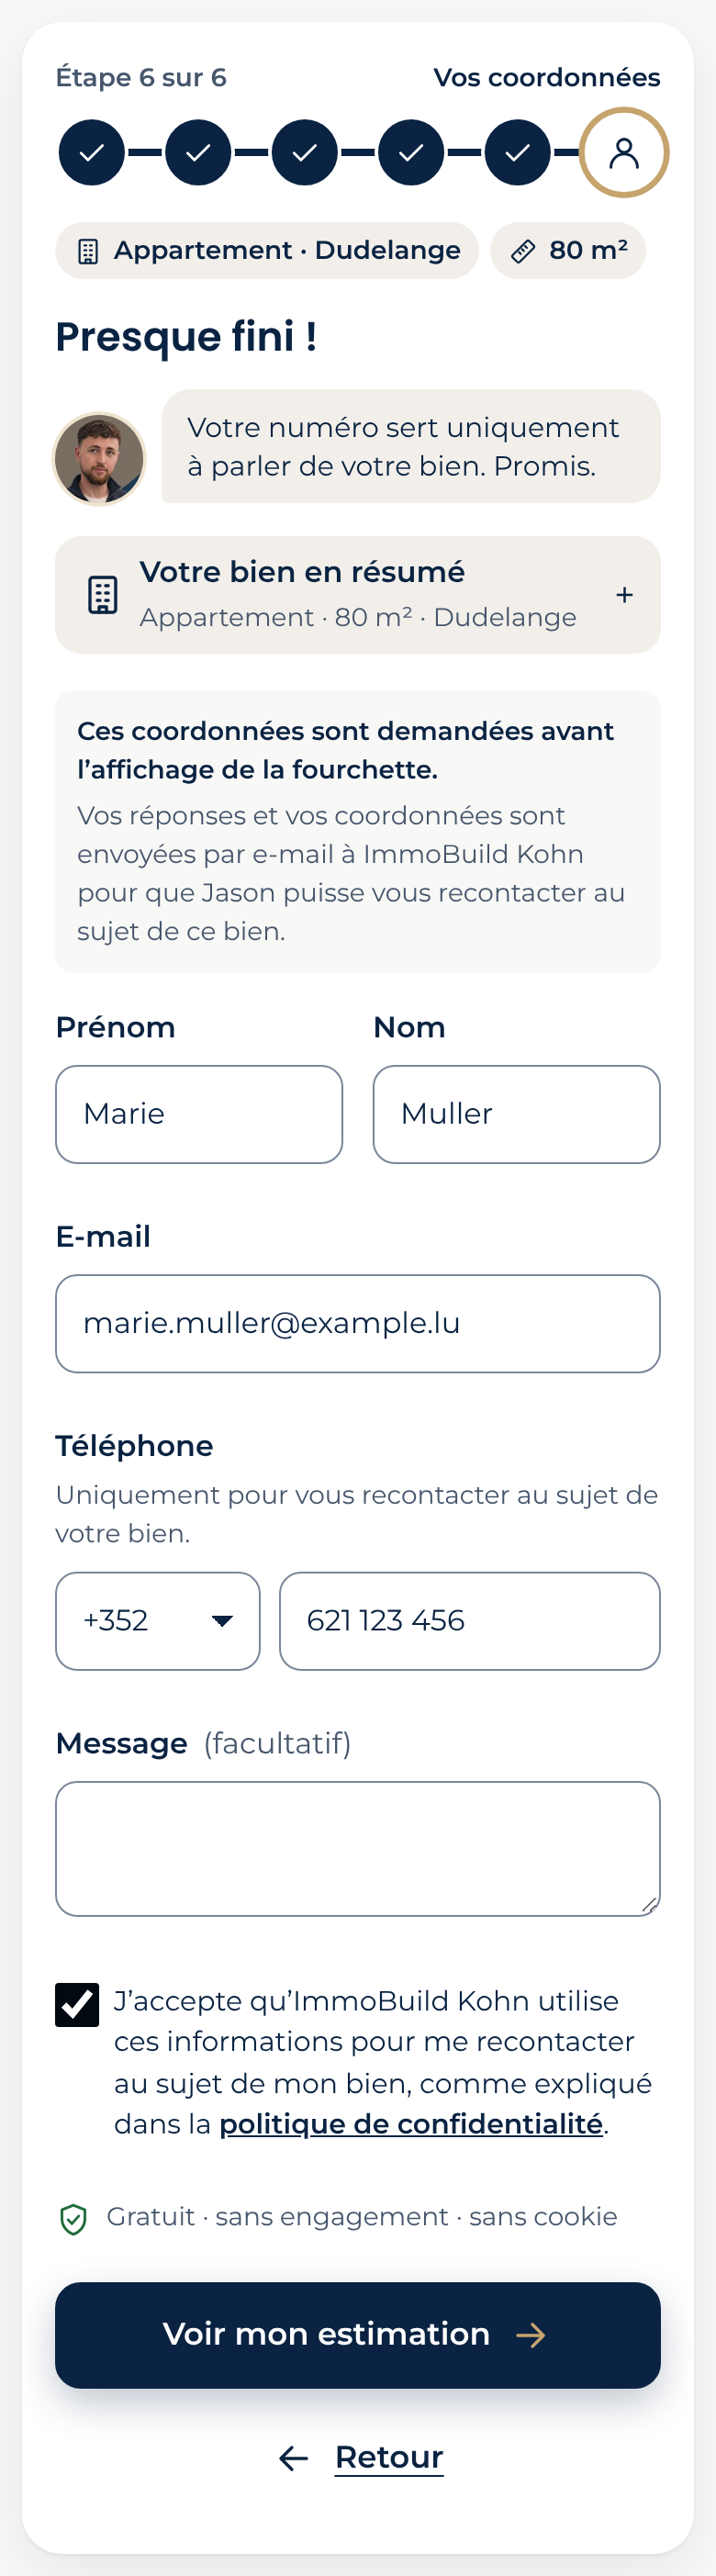 Étape 6 sur 6
Vos coordonnées
Appartement · Dudelange
80 m²
Presque fini !
Votre numéro sert uniquement
à parler de votre bien. Promis.
Votre bien en résumé
Appartement · 80 m² · Dudelange
+
Ces coordonnées sont demandées avant
l’affichage de la fourchette.
Vos réponses et vos coordonnées sont
envoyées par e-mail à ImmoBuild Kohn
pour que Jason puisse vous recontacter au
sujet de ce bien.
Prénom
Nom
Marie
Muller
E-mail
marie.muller@example.lu
Téléphone
Uniquement pour vous recontacter au sujet de
votre bien.
+352
621 123 456
Message (facultatif)
J’accepte qu’ImmoBuild Kohn utilise
ces informations pour me recontacter
au sujet de mon bien, comme expliqué
dans la politique de confidentialité.
Gratuit · sans engagement · sans cookie
Voir mon estimation →
← Retour